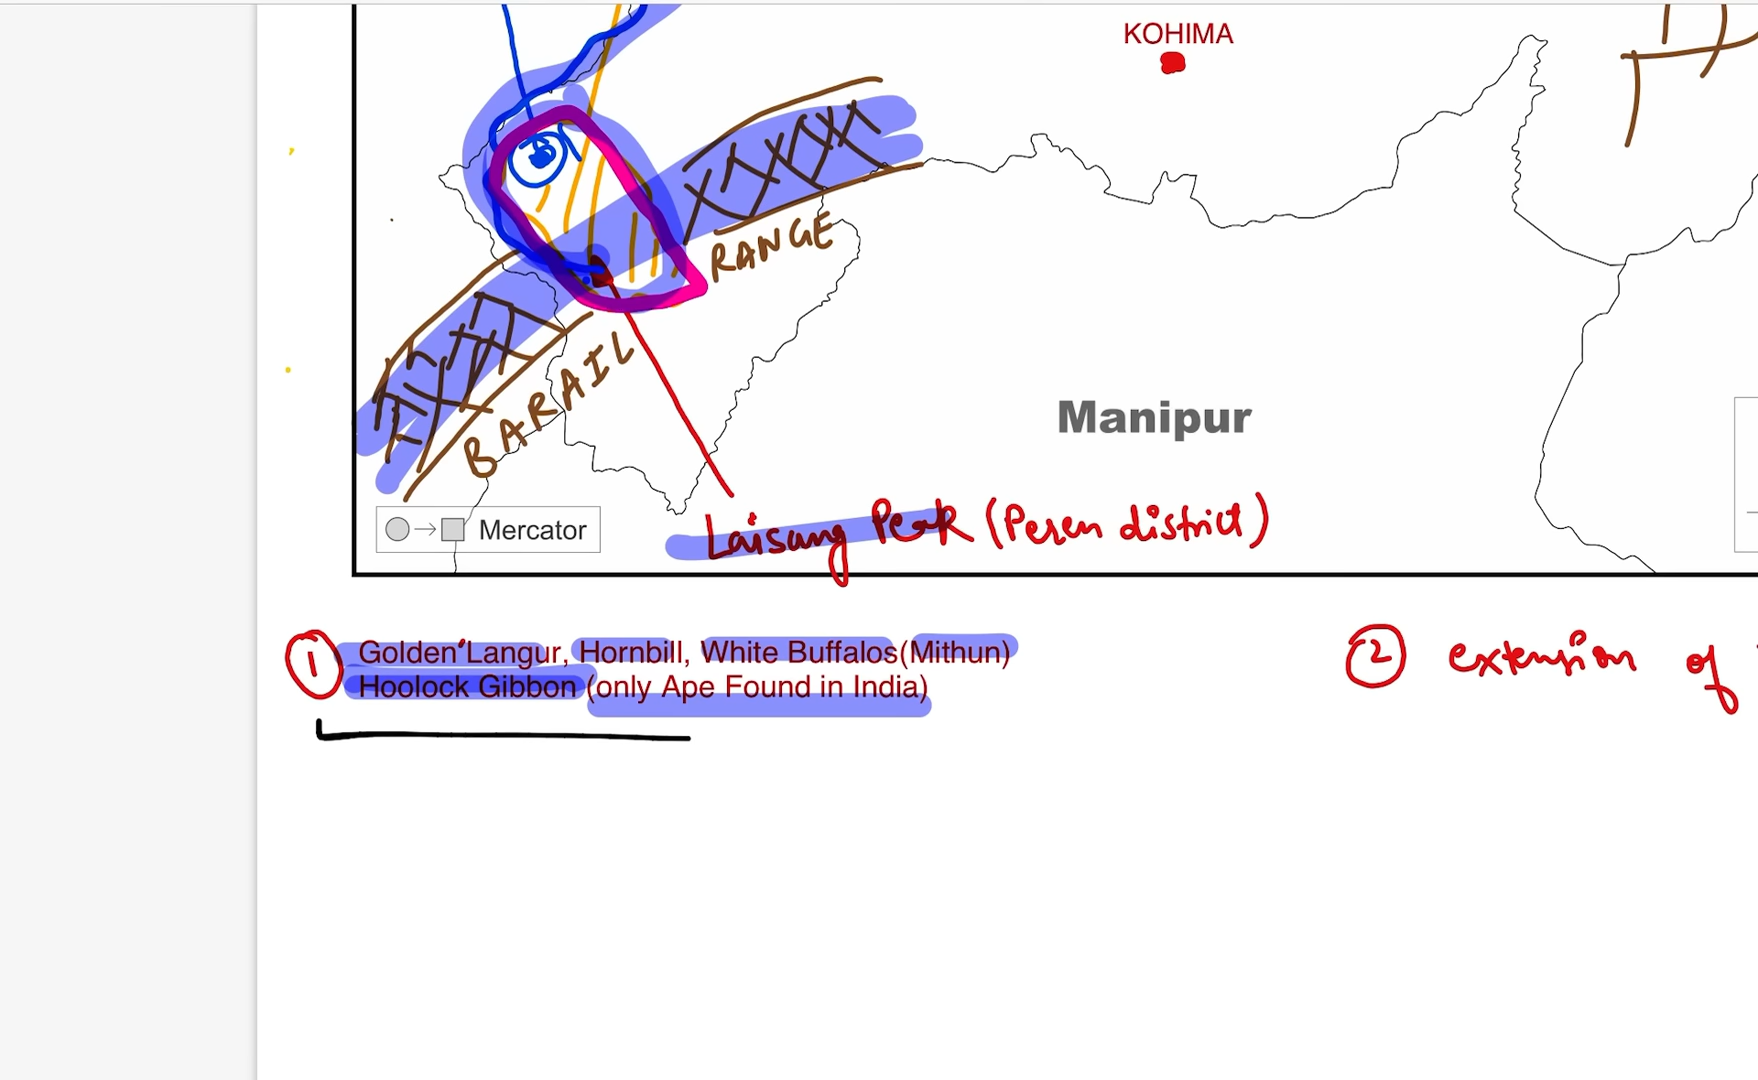 KOHIMA
RANGE
BARAIL
Manipur
Mercator
Laisang Peak (Peren district)
1 Golden Langur, Hornbill, White Buffalos(Mithun)
Hoolock Gibbon (only Ape Found in India)
2 extension of